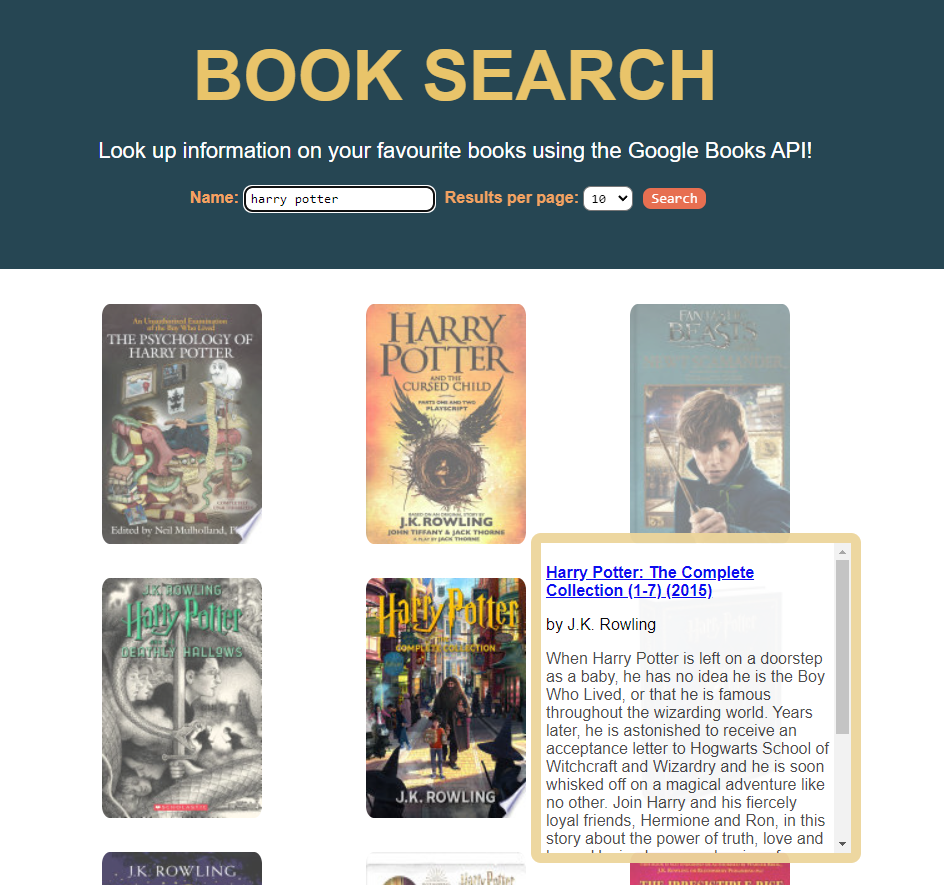 BOOK SEARCH
Look up information on your favourite books using the Google Books API!
Name: harry potter Results per page: 10 Search
An Unauthorized Examination
of the Boy Who Lived
THE PSYCHOLOGY OF
HARRY POTTER
Edited by Neil Mulholland,
HARRY
POTTER
AND THE
CURSED CHILD
PARTS ONE AND TWO
PLAYSCRIPT
BASED ON AN ORIGINAL STORY BY
J.K. ROWLING
JOHN TIFFANY & JACK THORNE
A PLAY BY JACK THORNE
FANTASTIC
BEASTS
J.K. ROWLING
Harry Potter
DEATHLY HALLOWS
SCHOLASTIC
Harry Potter
COMPLETE COLLECTION
J.K. ROWLING
Harry Potter: The Complete
Collection (1-7) (2015)
by J.K. Rowling
When Harry Potter is left on a doorstep
as a baby, he has no idea he is the Boy
Who Lived, or that he is famous
throughout the wizarding world. Years
later, he is astonished to receive an
acceptance letter to Hogwarts School of
Witchcraft and Wizardry and he is soon
whisked off on a magical adventure like
no other. Join Harry and his fiercely
loyal friends, Hermione and Ron, in this
story about the power of truth, love and
J.K. ROWLING
Harry Potter
THE IRRESISTIBLE RISE